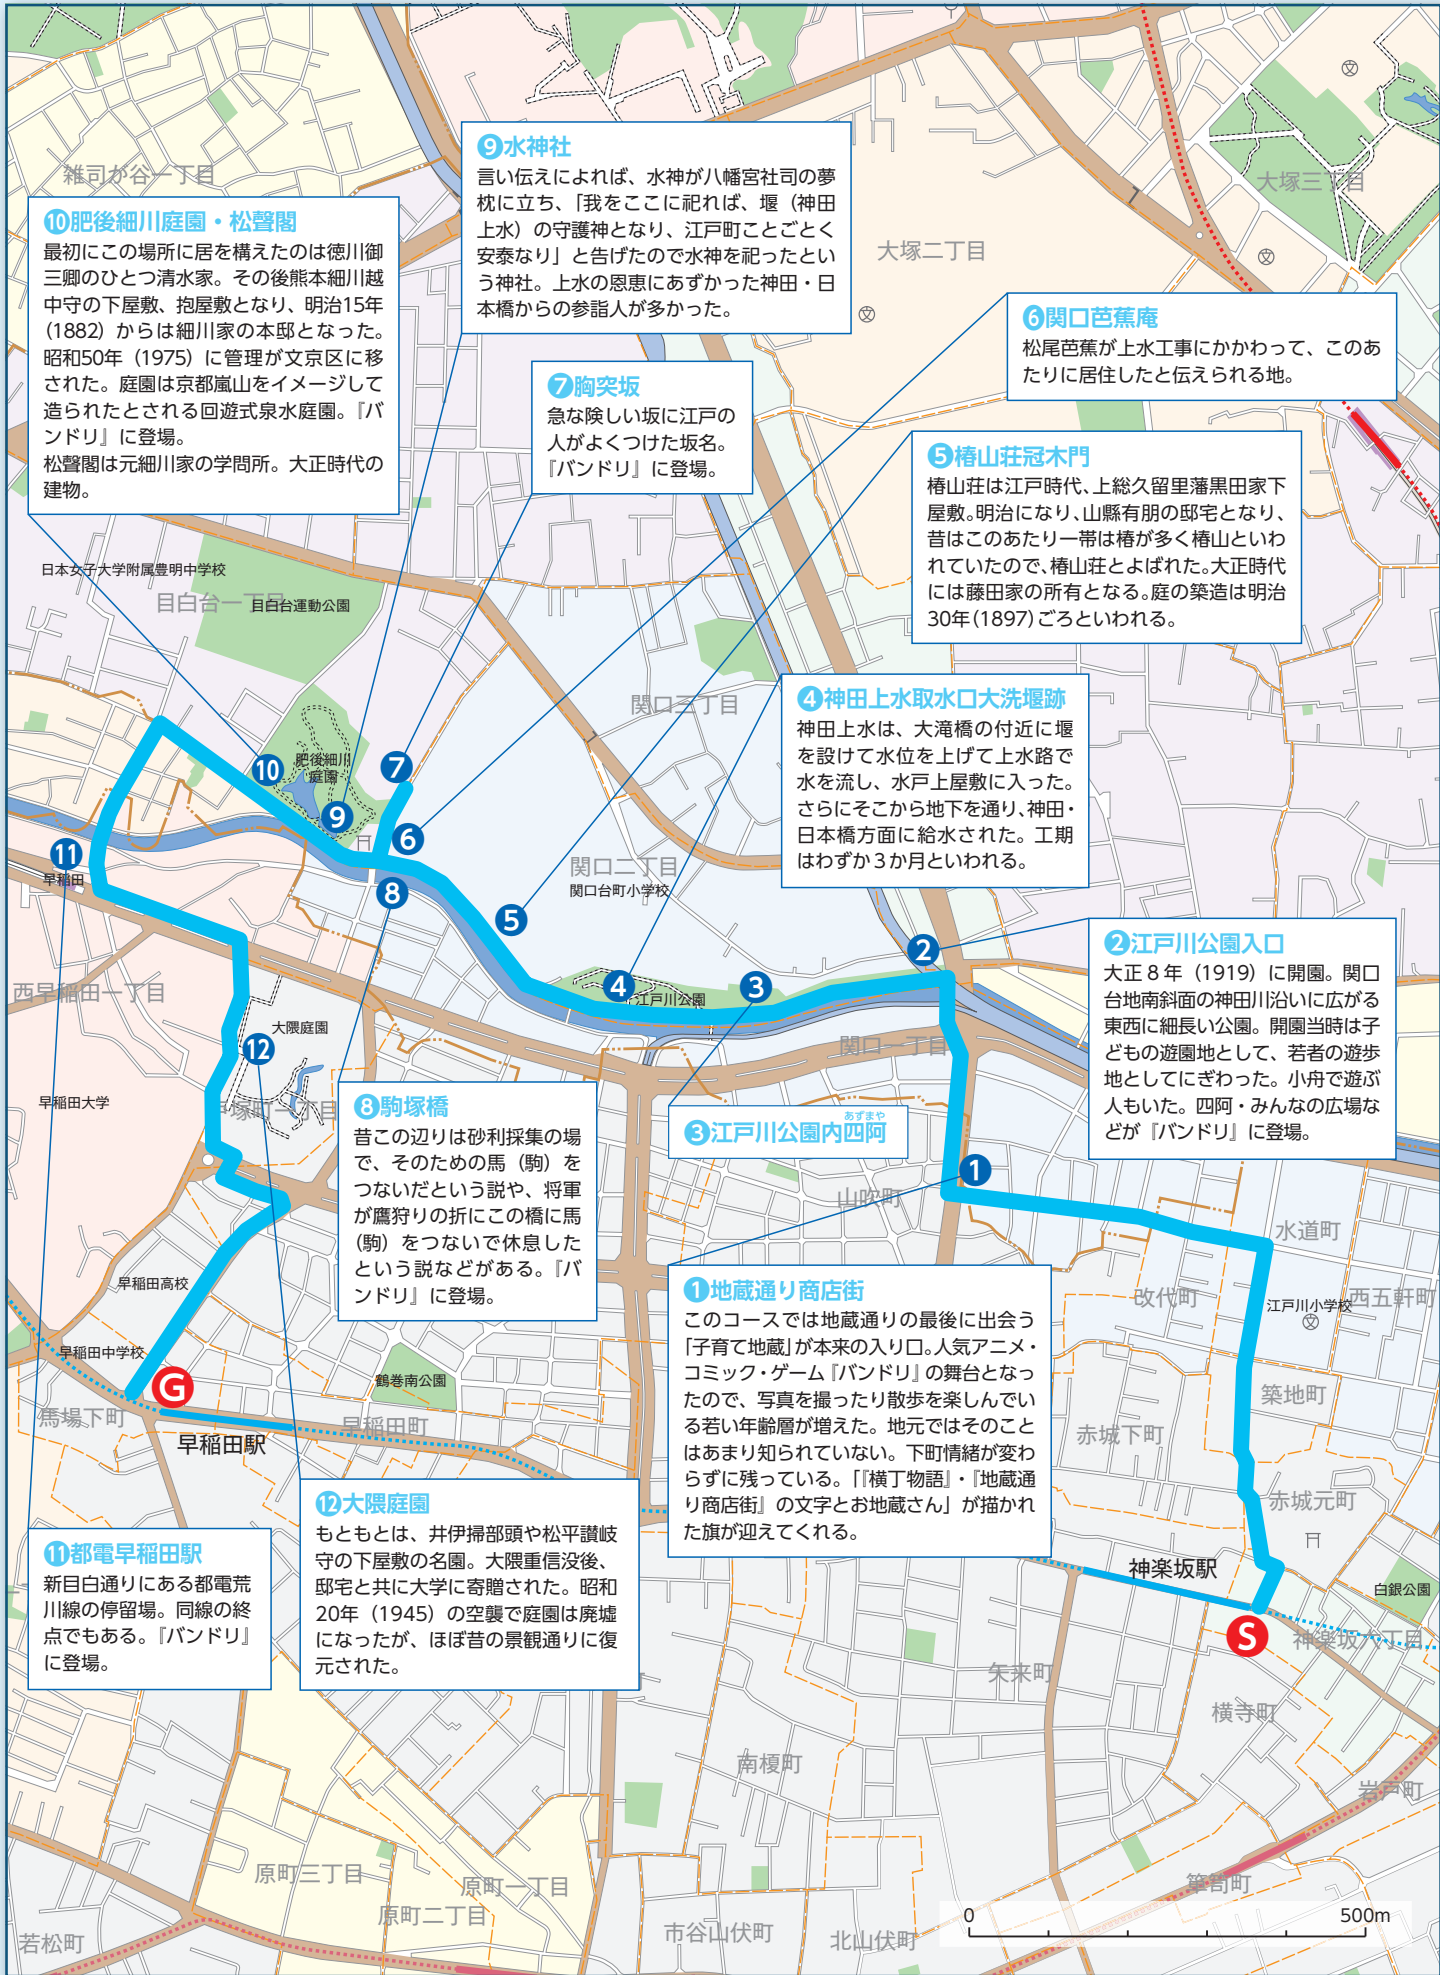 雑司が谷一丁目
大塚三丁目
大塚二丁目
❾水神社
言い伝えによれば、水神が八幡宮社司の夢
枕に立ち、「我をここに祀れば、堰（神田
上水）の守護神となり、江戸町ことごとく
安泰なり」と告げたので水神を祀ったとい
う神社。上水の恩恵にあずかった神田・日
本橋からの参詣人が多かった。
❿肥後細川庭園・松聲閣
最初にこの場所に居を構えたのは徳川御
三郷のひとつ清水家。その後熊本細川越
中守の下屋敷、抱屋敷となり、明治15年
(1882）からは細川家の本邸となった。
昭和50年（1975）に管理が文京区に移
された。庭園は京都嵐山をイメージして
造られたとされる回遊式泉水庭園。『バ
ンドリ』に登場。
松聲閣は元細川家の学問所。大正時代の
建物。
❻関口芭蕉庵
松尾芭蕉が上水工事にかかわって、このあ
たりに居住したと伝えられる地。
❼胸突坂
急な険しい坂に江戸の
人がよくつけた坂名。
『バンドリ』に登場。
❺椿山荘冠木門
椿山荘は江戸時代、上総久留里藩黒田家下
屋敷。明治になり、山縣有朋の邸宅となり、
昔はこのあたり一帯は椿が多く椿山といわ
れていたので、椿山荘とよばれた。大正時代
には藤田家の所有となる。庭の築造は明治
30年(1897)ごろといわれる。
日本女子大学附属豊明中学校
目白台一丁目
目白台運動公園
関口三丁目
❹神田上水取水口大洗堰跡
神田上水は、大滝橋の付近に堰
を設けて水位を上げて上水路で
水を流し、水戸上屋敷に入った。
さらにそこから地下を通り、神田・
日本橋方面に給水された。工期
はわずか３か月といわれる。
肥後細川
庭園
❿
❼
❾
❻
⓫
早稲田
❽
関口二丁目
関口台町小学校
❺
❷
❹
❸
江戸川公園
❷江戸川公園入口
大正８年（1919）に開園。関口
台地南斜面の神田川沿いに広がる
東西に細長い公園。開園当時は子
どもの遊園地として、若者の遊歩
地としてにぎわった。小舟で遊ぶ
人もいた。四阿・みんなの広場な
どが『バンドリ』に登場。
西早稲田一丁目
大隈庭園
⓬
関口一丁目
早稲田大学
戸塚町一丁目
❽駒塚橋
昔この辺りは砂利採集の場
で、そのための馬（駒）を
つないだという説や、将軍
が鷹狩りの折にこの橋に馬
（駒）をつないで休息した
という説などがある。『バ
ンドリ』に登場。
あずまや
❸江戸川公園内四阿
❶
山吹町
水道町
早稲田高校
❶地蔵通り商店街
このコースでは地蔵通りの最後に出会う
「子育て地蔵」が本来の入り口。人気アニメ・
コミック・ゲーム『バンドリ』の舞台となっ
たので、写真を撮ったり散歩を楽しんでい
る若い年齢層が増えた。地元ではそのこと
はあまり知られていない。下町情緒が変わ
らずに残っている。「『横丁物語』・『地蔵通
り商店街』の文字とお地蔵さん」が描かれ
た旗が迎えてくれる。
改代町
江戸川小学校
西五軒町
早稲田中学校
G
鶴巻南公園
馬場下町
早稲田町
早稲田駅
築地町
赤城下町
赤城元町
⓬大隈庭園
もともとは、井伊掃部頭や松平讃岐
守の下屋敷の名園。大隈重信没後、
邸宅と共に大学に寄贈された。昭和
20年（1945）の空襲で庭園は廃墟
になったが、ほぼ昔の景観通りに復
元された。
⓫都電早稲田駅
新目白通りにある都電荒
川線の停留場。同線の終
点でもある。『バンドリ』
に登場。
神楽坂駅
白銀公園
S
神楽坂六丁目
矢来町
横寺町
南榎町
岩戸町
原町三丁目
原町一丁目
原町二丁目
箪笥町
若松町
市谷山伏町
北山伏町
0
500m